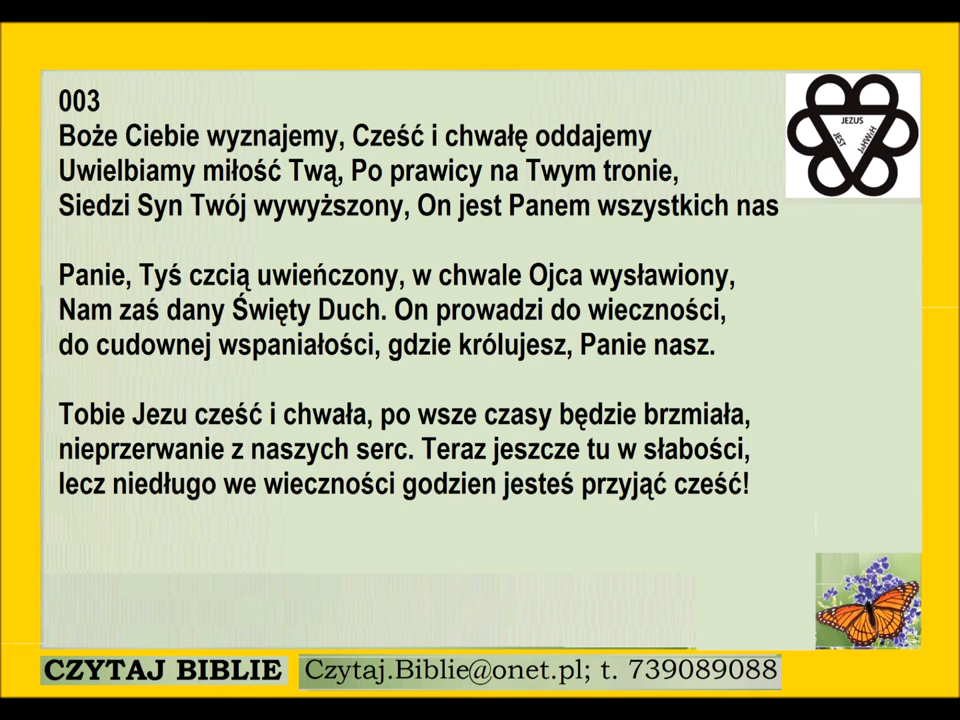 003
Boże Ciebie wyznajemy, Cześć i chwałę oddajemy
Uwielbiamy miłość Twą, Po prawicy na Twym tronie,
Siedzi Syn Twój wywyższony, On jest Panem wszystkich nas
JEZUS
JEST
JaHWeH
Panie, Tyś czcią uwieńczony, w chwale Ojca wysławiony,
Nam zaś dany Święty Duch. On prowadzi do wieczności,
do cudownej wspaniałości, gdzie królujesz, Panie nasz.
Tobie Jezu cześć i chwała, po wsze czasy będzie brzmiała,
nieprzerwanie z naszych serc. Teraz jeszcze tu w słabości,
lecz niedługo we wieczności godzien jesteś przyjąć cześć!
CZYTAJ BIBLIE Czytaj.Biblie@onet.pl; t. 739089088